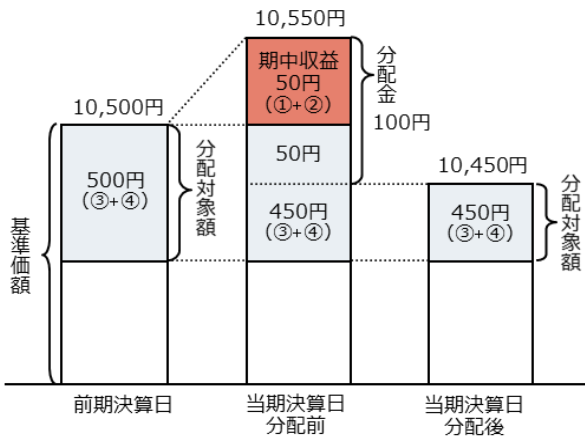 10,550円
期中収益
50円
(①+②)
分配金
100円
10,500円
500円
(③+④)
分配対象額
50円
450円
(③+④)
10,450円
450円
(③+④)
分配対象額
基準価額
前期決算日
当期決算日
分配前
当期決算日
分配後